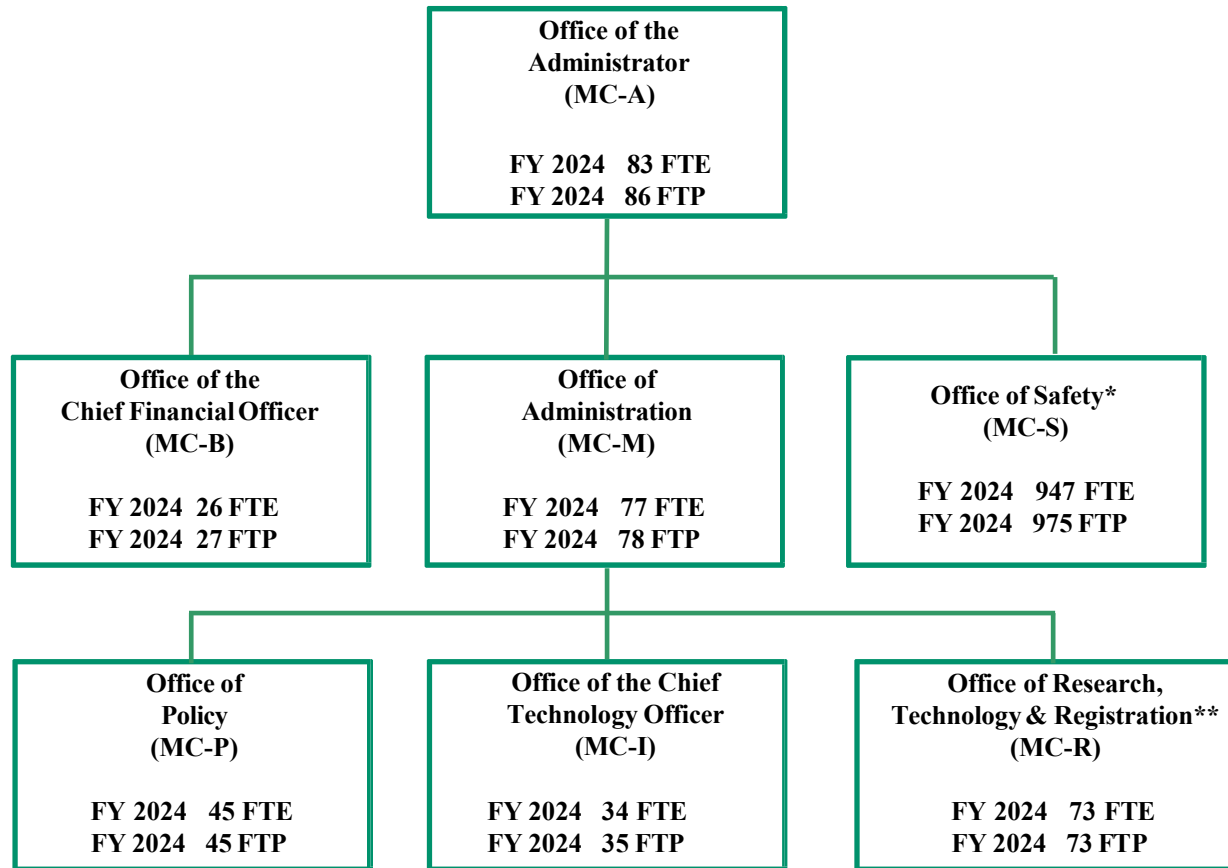 Office of the
Administrator
(MC-A)
FY 2024 83 FTE
FY 2024 86 FTP
Office of the
Chief Financial Officer
(MC-B)
FY 2024 26 FTE
FY 2024 27 FTP
Office of
Administration
(MC-M)
FY 2024 77 FTE
FY 2024 78 FTP
Office of Safety*
(MC-S)
FY 2024 947 FTE
FY 2024 975 FTP
Office of
Policy
(MC-P)
FY 2024 45 FTE
FY 2024 45 FTP
Office of the Chief
Technology Officer
(MC-I)
FY 2024 34 FTE
FY 2024 35 FTP
Office of Research,
Technology & Registration**
(MC-R)
FY 2024 73 FTE
FY 2024 73 FTP